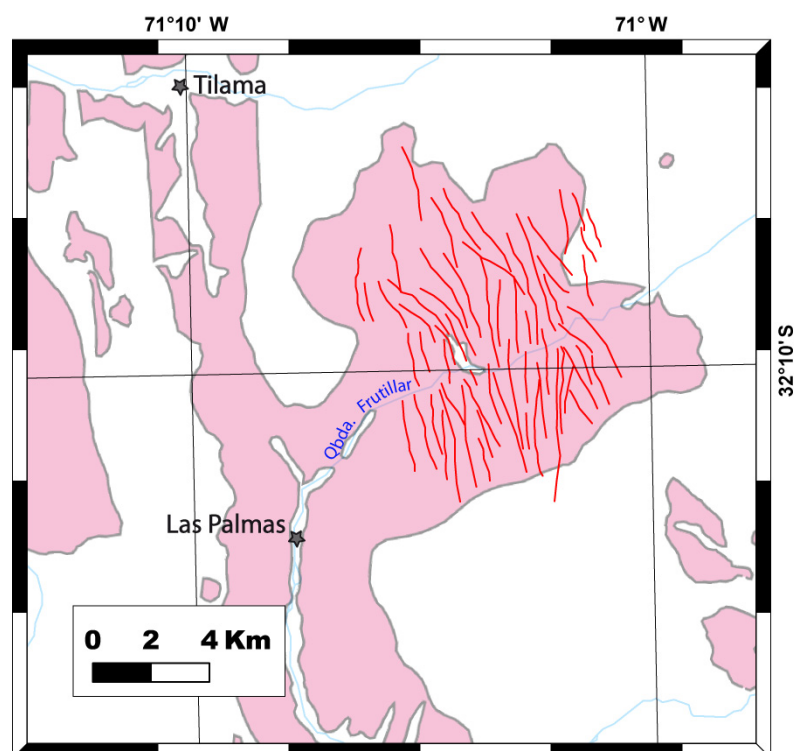 71°10' W
71° W
Tilama
32°10 S
Qbda. Frutillar
Las Palmas
0 2 4 Km